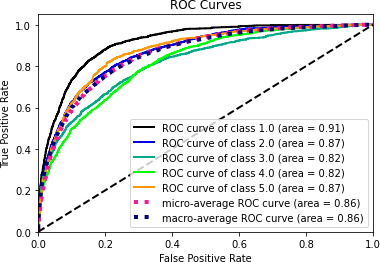 ROC Curves
True Positive Rate
1.0
0.8
0.6
0.4
0.2
0.0
ROC curve of class 1.0 (area = 0.91)
ROC curve of class 2.0 (area = 0.87)
ROC curve of class 3.0 (area = 0.82)
ROC curve of class 4.0 (area = 0.82)
ROC curve of class 5.0 (area = 0.87)
micro-average ROC curve (area = 0.86)
macro-average ROC curve (area = 0.86)
0.0 0.2 0.4 0.6 0.8 1.0
False Positive Rate